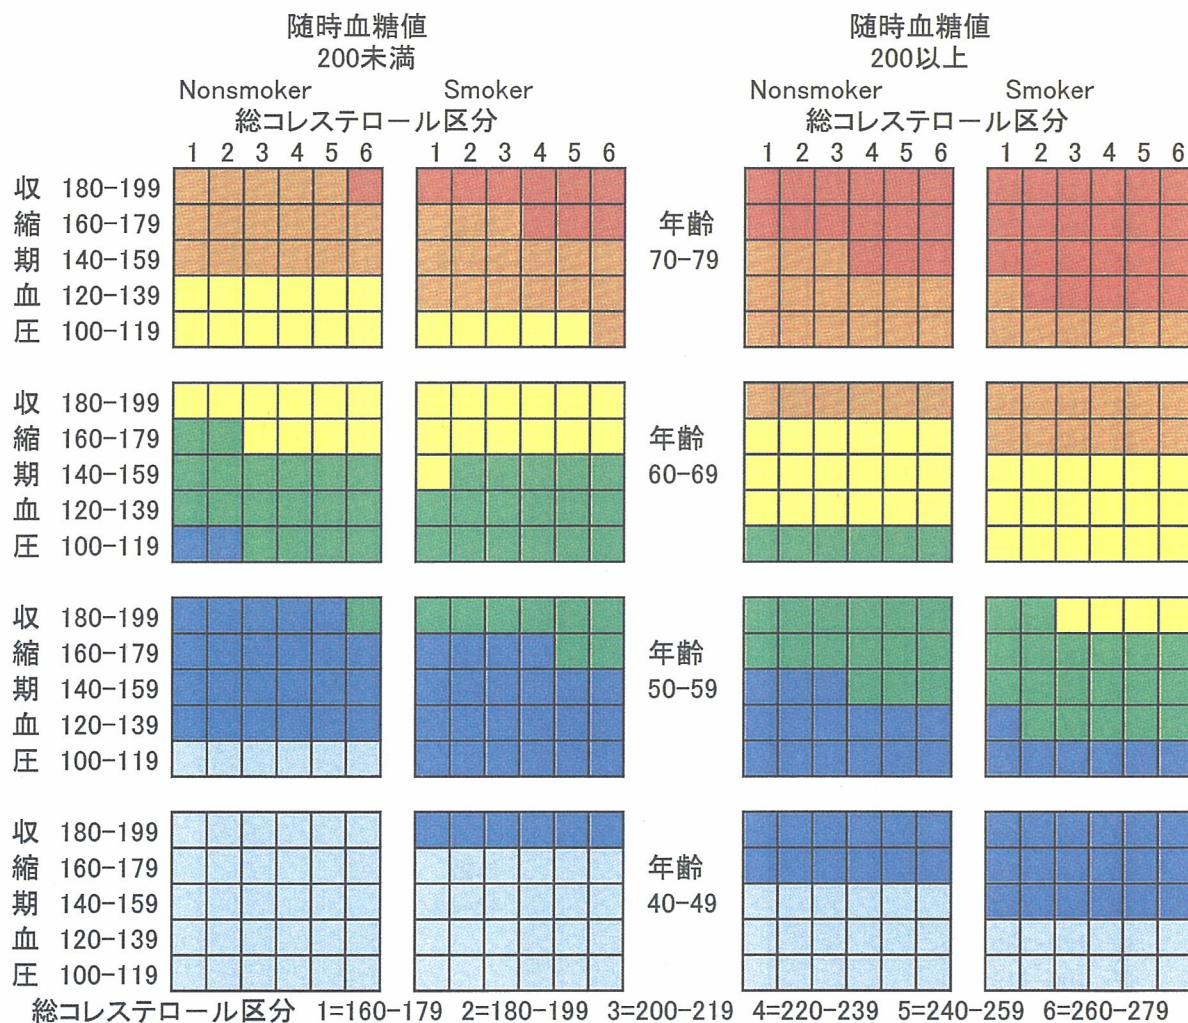 随時血糖値 随時血糖値
200未満 200以上
Nonsmoker Smoker Nonsmoker Smoker
総コレステロール区分 総コレステロール区分
1 2 3 4 5 6 1 2 3 4 5 6 1 2 3 4 5 6 1 2 3 4 5 6
収 180-199
縮 160-179 年齢
期 140-159 70-79
血 120-139
圧 100-119
収 180-199
縮 160-179 年齢
期 140-159 60-69
血 120-139
圧 100-119
収 180-199
縮 160-179 年齢
期 140-159 50-59
血 120-139
圧 100-119
収 180-199
縮 160-179 年齢
期 140-159 40-49
血 120-139
圧 100-119
総コレステロール区分 1=160-179 2=180-199 3=200-219 4=220-239 5=240-259 6=260-279